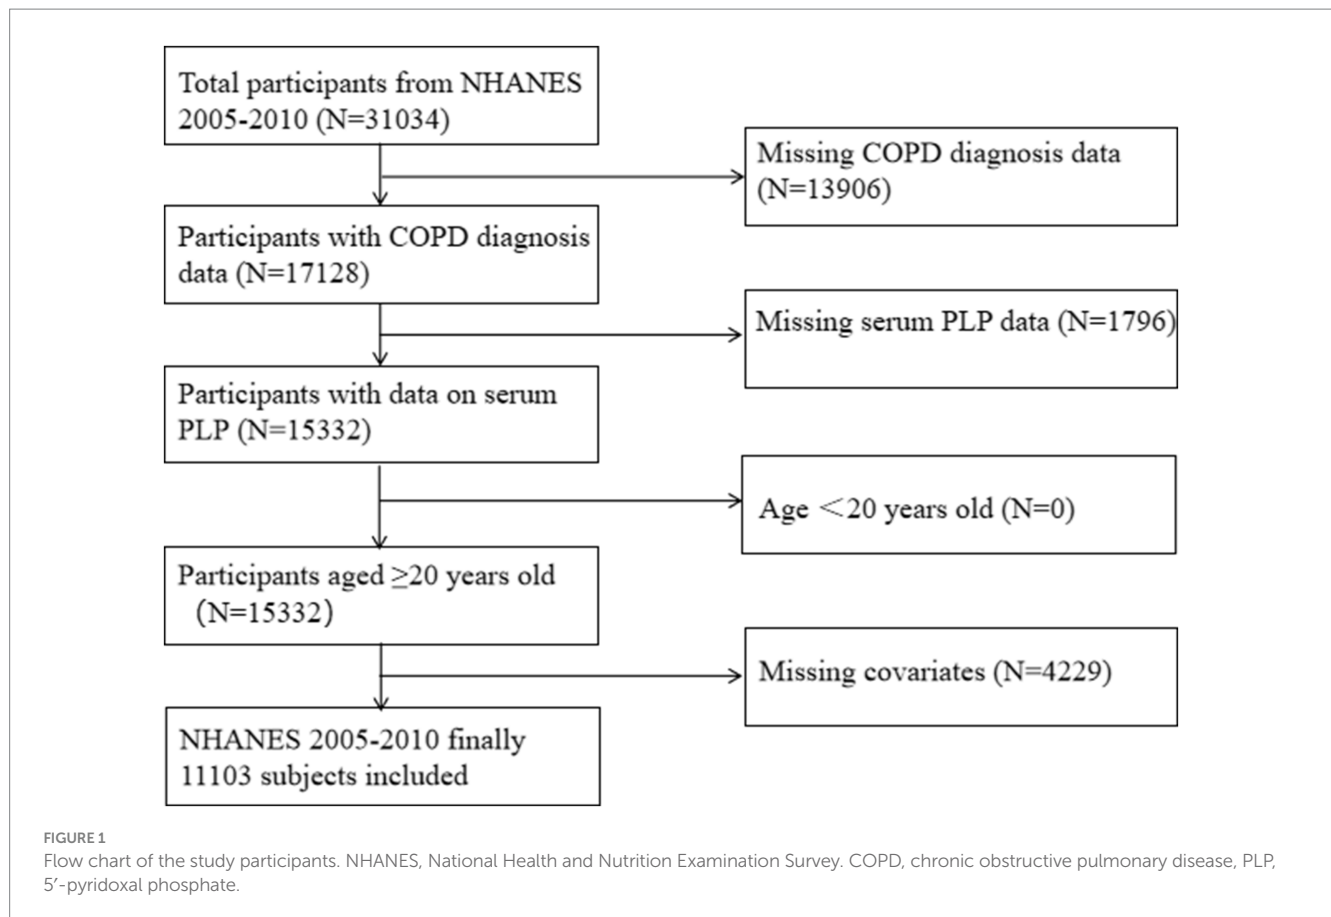 Total participants from NHANES
2005-2010 (N=31034)
Missing COPD diagnosis data
(N=13906)
Participants with COPD diagnosis
data (N=17128)
Missing serum PLP data (N=1796)
Participants with data on serum
PLP (N=15332)
Age <20 years old (N=0)
Participants aged ≥20 years old
(N=15332)
Missing covariates (N=4229)
NHANES 2005-2010 finally
11103 subjects included
FIGURE 1
Flow chart of the study participants. NHANES, National Health and Nutrition Examination Survey. COPD, chronic obstructive pulmonary disease, PLP,
5′-pyridoxal phosphate.